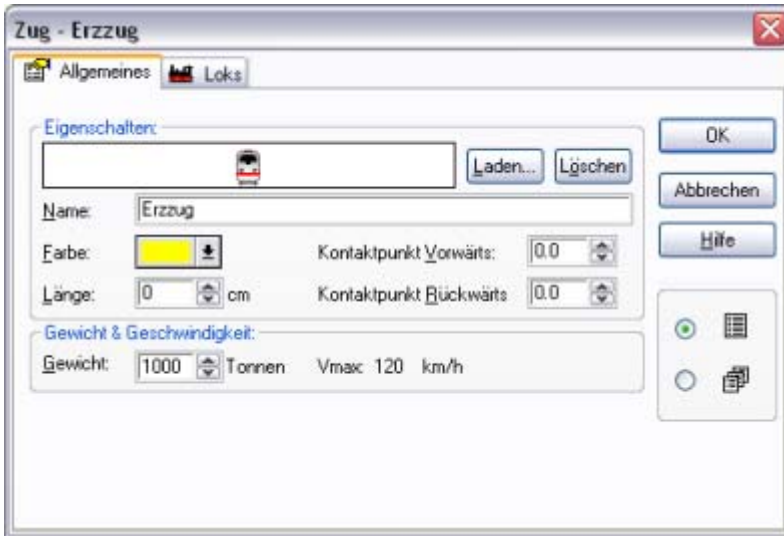 Zug - Erzzug
Allgemeines Loks
Eigenschaften:
Laden... Löschen
Name: Erzzug
Farbe: Kontaktpunkt Vorwärts: 0.0
Länge: 0 cm Kontaktpunkt Rückwärts 0.0
Gewicht & Geschwindigkeit:
Gewicht: 1000 Tonnen Vmax: 120 km/h
OK
Abbrechen
Hilfe